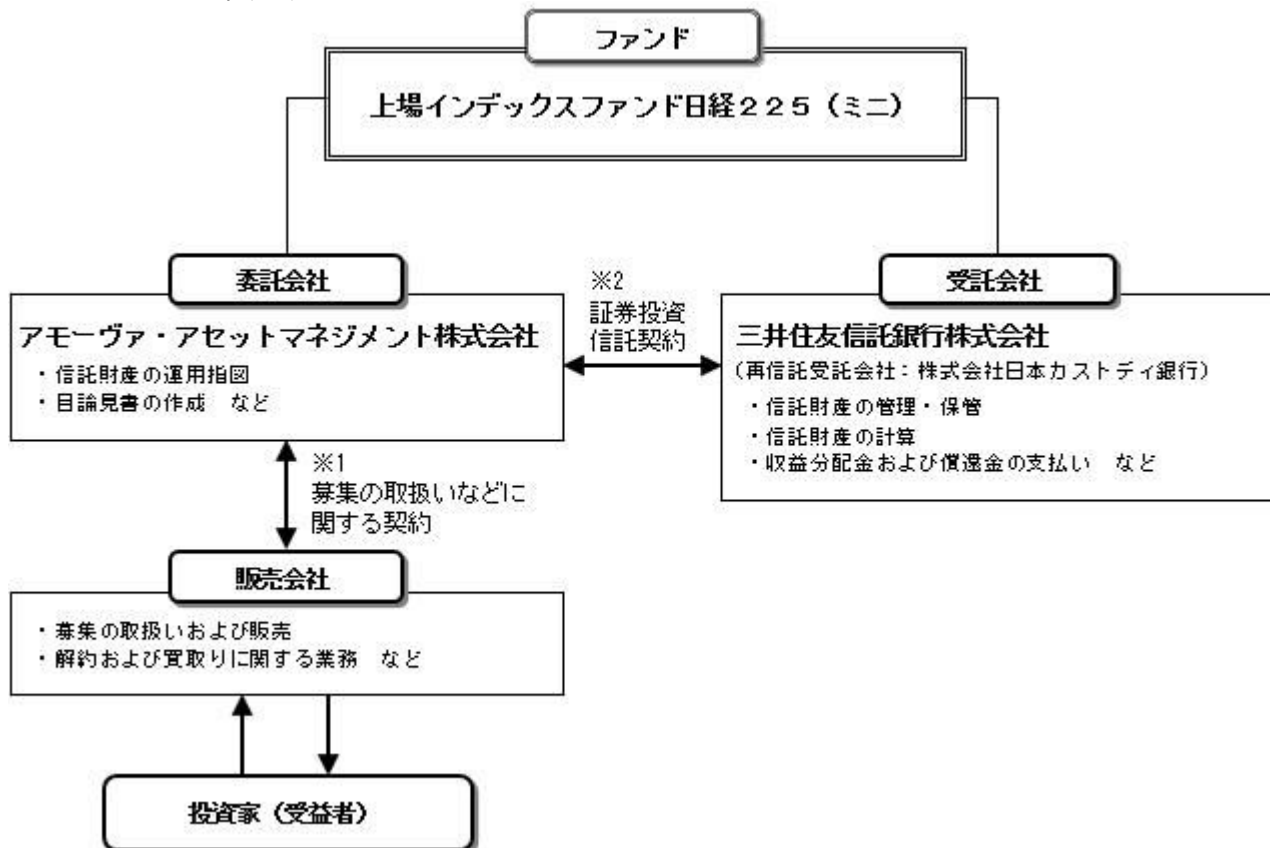 ファンド
上場インデックスファンド日経２２５（ミニ）
委託会社
アモーヴァ・アセットマネジメント株式会社
・信託財産の運用指図
・目論見書の作成　など
※2
証券投資
信託契約
受託会社
三井住友信託銀行株式会社
（再信託受託会社：株式会社日本カストディ銀行）
・信託財産の管理・保管
・信託財産の計算
・収益分配金および償還金の支払い　など
※1
募集の取扱いなどに
関する契約
販売会社
・募集の取扱いおよび販売
・解約および買取りに関する業務　など
投資家（受益者）